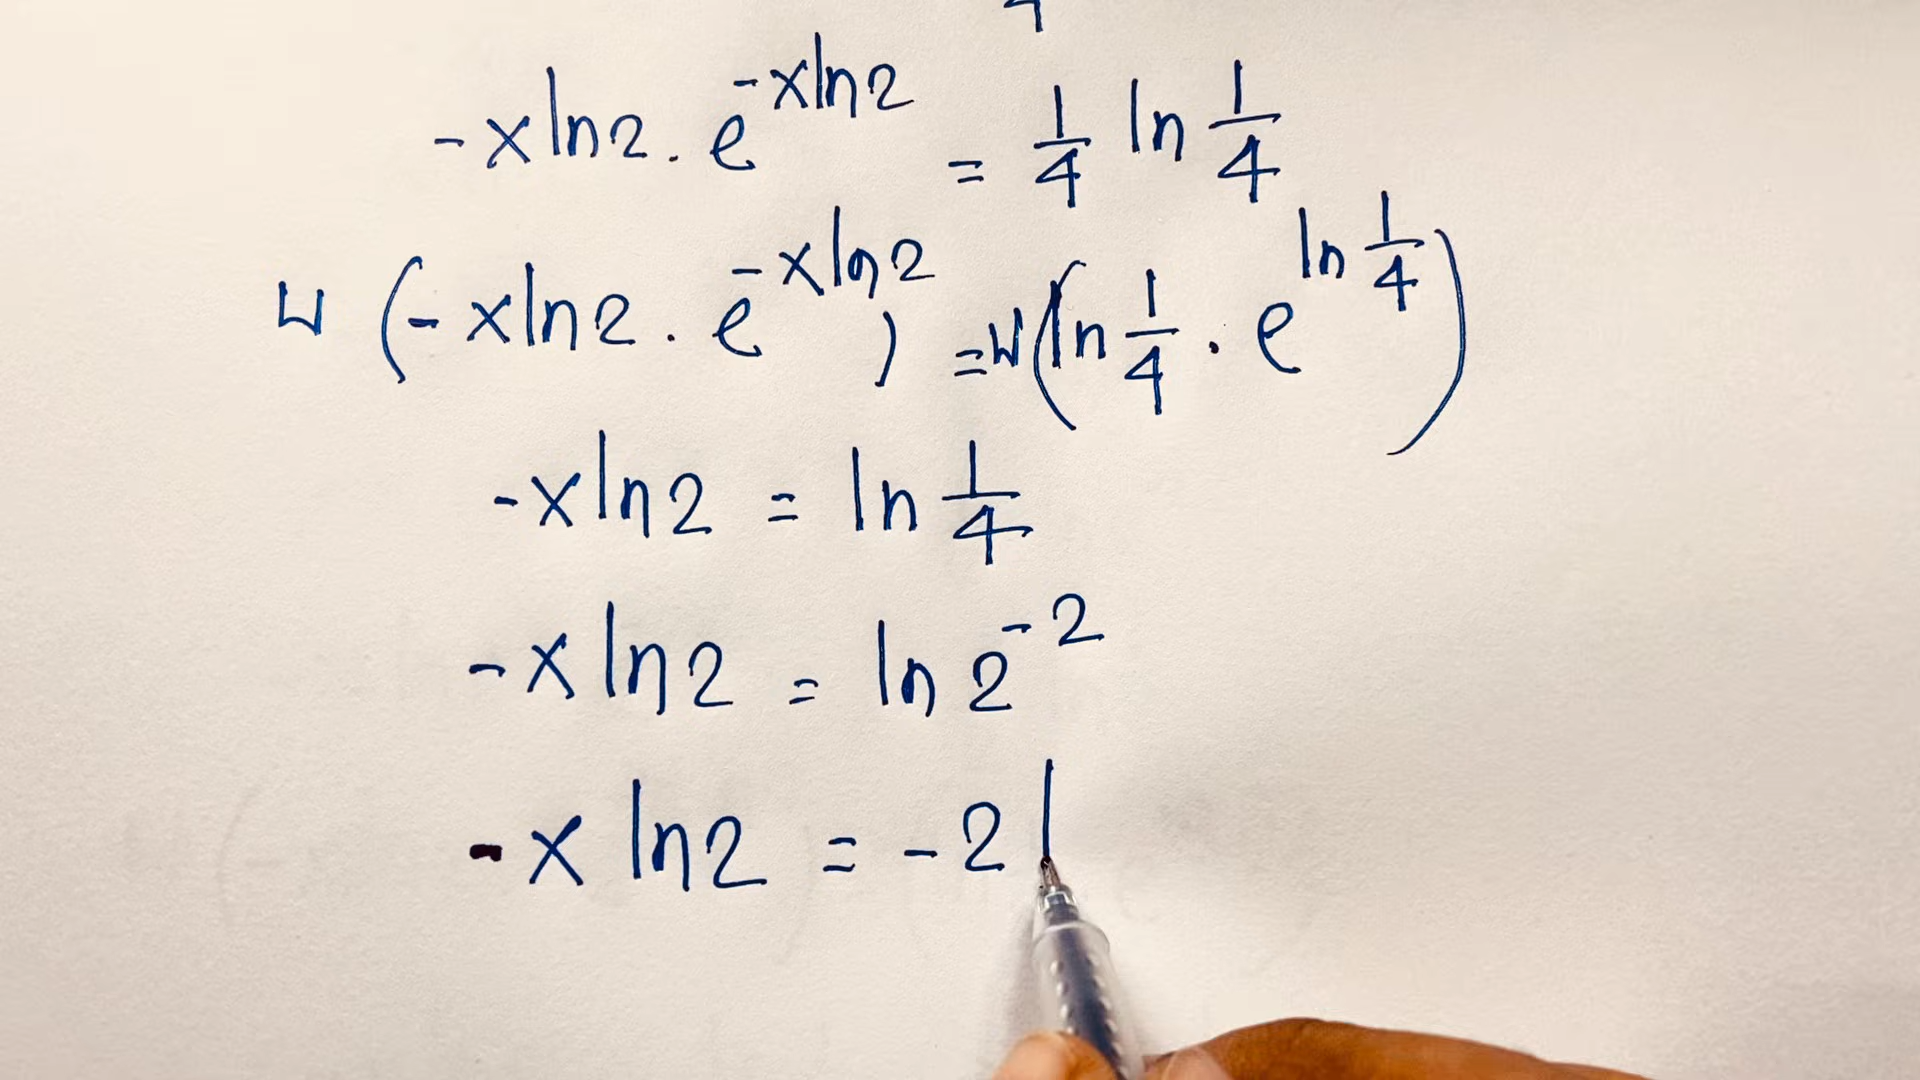 -x ln2 . e^{-x ln2} = 1/4 ln 1/4
W (-x ln2 . e^{-x ln2}) = W(ln 1/4 . e^{ln 1/4})
-x ln2 = ln 1/4
-x ln2 = ln 2^{-2}
-x ln2 = -2 l